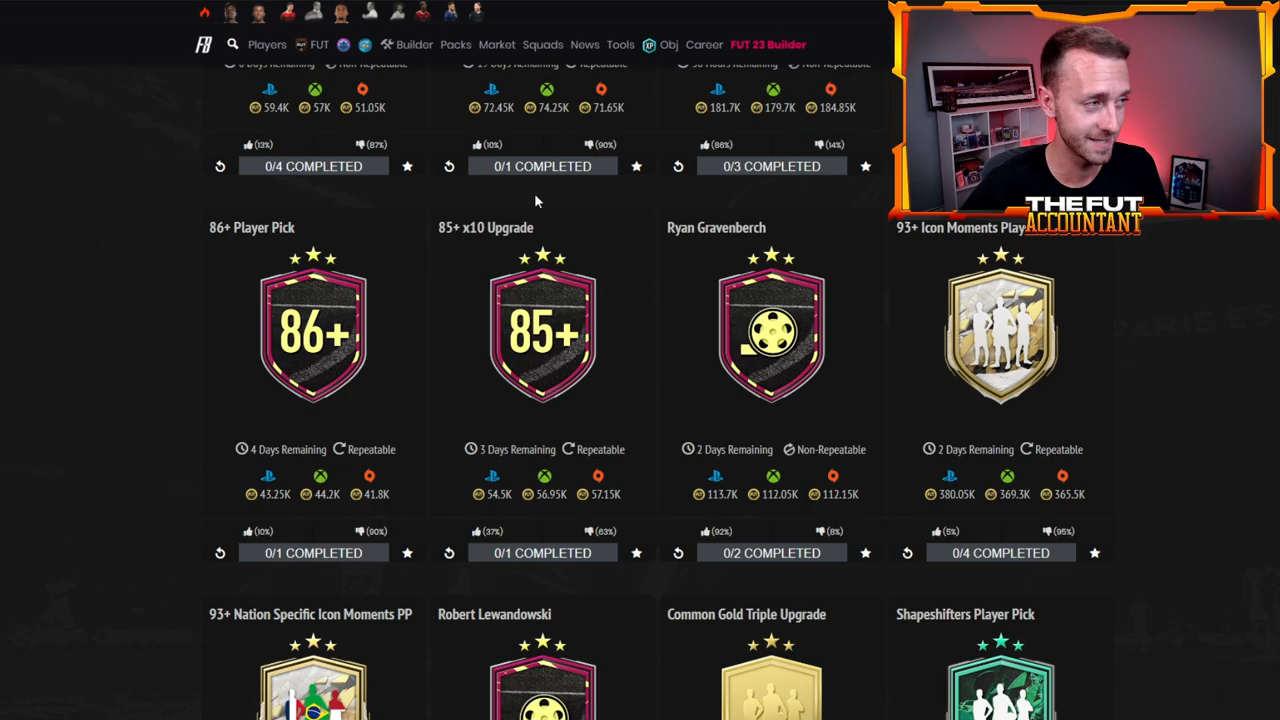 F8 Players FUT Builder Packs Market Squads News Tools XP Obj Career FUT 23 Builder
Non-Repeatable
Repeatable
Non-Repeatable
59.4K 57K 51.05K
72.45K 74.25K 71.65K
181.7K 179.7K 184.85K
(13%) (87%)
(10%) (90%)
(86%) (14%)
0/4 COMPLETED
0/1 COMPLETED
0/3 COMPLETED
THE FUT
ACCOUNTANT
86+ Player Pick
85+ x10 Upgrade
Ryan Gravenberch
93+ Icon Moments Play
86+
85+
4 Days Remaining Repeatable
3 Days Remaining Repeatable
2 Days Remaining Non-Repeatable
2 Days Remaining Repeatable
43.25K 44.2K 41.8K
54.5K 56.95K 57.15K
113.7K 112.05K 112.15K
380.05K 369.3K 365.5K
(10%) (90%)
(37%) (63%)
(92%) (8%)
(5%) (95%)
0/1 COMPLETED
0/1 COMPLETED
0/2 COMPLETED
0/4 COMPLETED
93+ Nation Specific Icon Moments PP
Robert Lewandowski
Common Gold Triple Upgrade
Shapeshifters Player Pick